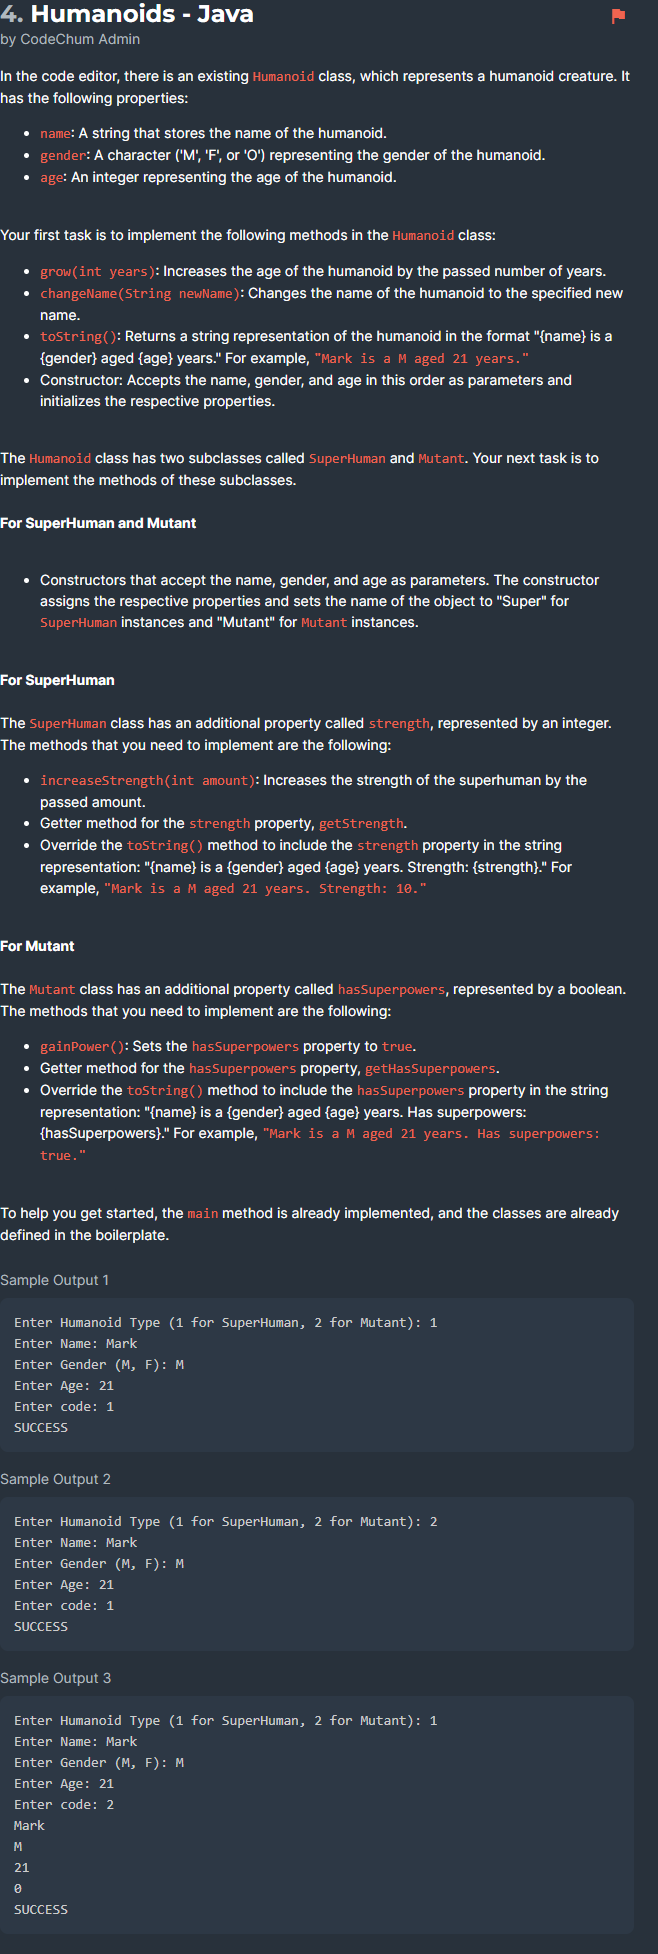 4. Humanoids - Java
by CodeChum Admin
In the code editor, there is an existing Humanoid class, which represents a humanoid creature. It
has the following properties:
• name: A string that stores the name of the humanoid.
• gender: A character ('M', 'F', or 'O') representing the gender of the humanoid.
• age: An integer representing the age of the humanoid.
Your first task is to implement the following methods in the Humanoid class:
• grow(int years): Increases the age of the humanoid by the passed number of years.
• changeName(String newName): Changes the name of the humanoid to the specified new
name.
• toString(): Returns a string representation of the humanoid in the format "{name} is a
{gender} aged {age} years." For example, "Mark is a M aged 21 years."
• Constructor: Accepts the name, gender, and age in this order as parameters and
initializes the respective properties.
The Humanoid class has two subclasses called SuperHuman and Mutant. Your next task is to
implement the methods of these subclasses.
For SuperHuman and Mutant
• Constructors that accept the name, gender, and age as parameters. The constructor
assigns the respective properties and sets the name of the object to "Super" for
SuperHuman instances and "Mutant" for Mutant instances.
For SuperHuman
The SuperHuman class has an additional property called strength, represented by an integer.
The methods that you need to implement are the following:
• increaseStrength(int amount): Increases the strength of the superhuman by the
passed amount.
• Getter method for the strength property, getStrength.
• Override the toString() method to include the strength property in the string
representation: "{name} is a {gender} aged {age} years. Strength: {strength}." For
example, "Mark is a M aged 21 years. Strength: 10."
For Mutant
The Mutant class has an additional property called hasSuperpowers, represented by a boolean.
The methods that you need to implement are the following:
• gainPower(): Sets the hasSuperpowers property to true.
• Getter method for the hasSuperpowers property, getHasSuperpowers.
• Override the toString() method to include the hasSuperpowers property in the string
representation: "{name} is a {gender} aged {age} years. Has superpowers:
{hasSuperpowers}." For example, "Mark is a M aged 21 years. Has superpowers:
true."
To help you get started, the main method is already implemented, and the classes are already
defined in the boilerplate.
Sample Output 1
Enter Humanoid Type (1 for SuperHuman, 2 for Mutant): 1
Enter Name: Mark
Enter Gender (M, F): M
Enter Age: 21
Enter code: 1
SUCCESS
Sample Output 2
Enter Humanoid Type (1 for SuperHuman, 2 for Mutant): 2
Enter Name: Mark
Enter Gender (M, F): M
Enter Age: 21
Enter code: 1
SUCCESS
Sample Output 3
Enter Humanoid Type (1 for SuperHuman, 2 for Mutant): 1
Enter Name: Mark
Enter Gender (M, F): M
Enter Age: 21
Enter code: 2
Mark
M
21
0
SUCCESS